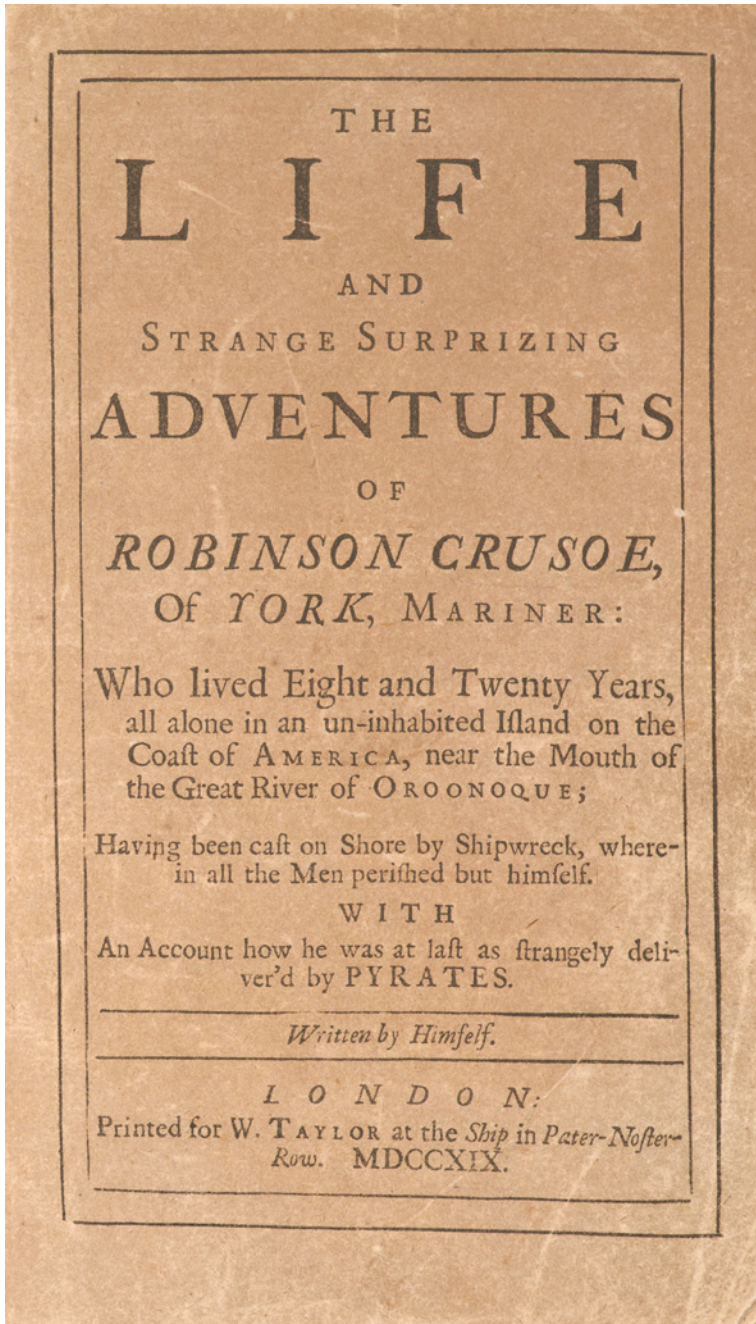 THE
LIFE
AND
STRANGE SURPRIZING
ADVENTURES
OF
ROBINSON CRUSOE,
Of YORK, MARINER:
Who lived Eight and Twenty Years,
all alone in an un-inhabited Iſland on the
Coaſt of AMERICA, near the Mouth of
the Great River of OROONOQUE;
Having been caſt on Shore by Shipwreck, where-
in all the Men periſhed but himſelf.
WITH
An Account how he was at laſt as ſtrangely deli-
ver'd by PYRATES.
Written by Himſelf.
LONDON:
Printed for W. TAYLOR at the Ship in Pater-Noſter-
Row. MDCCXIX.